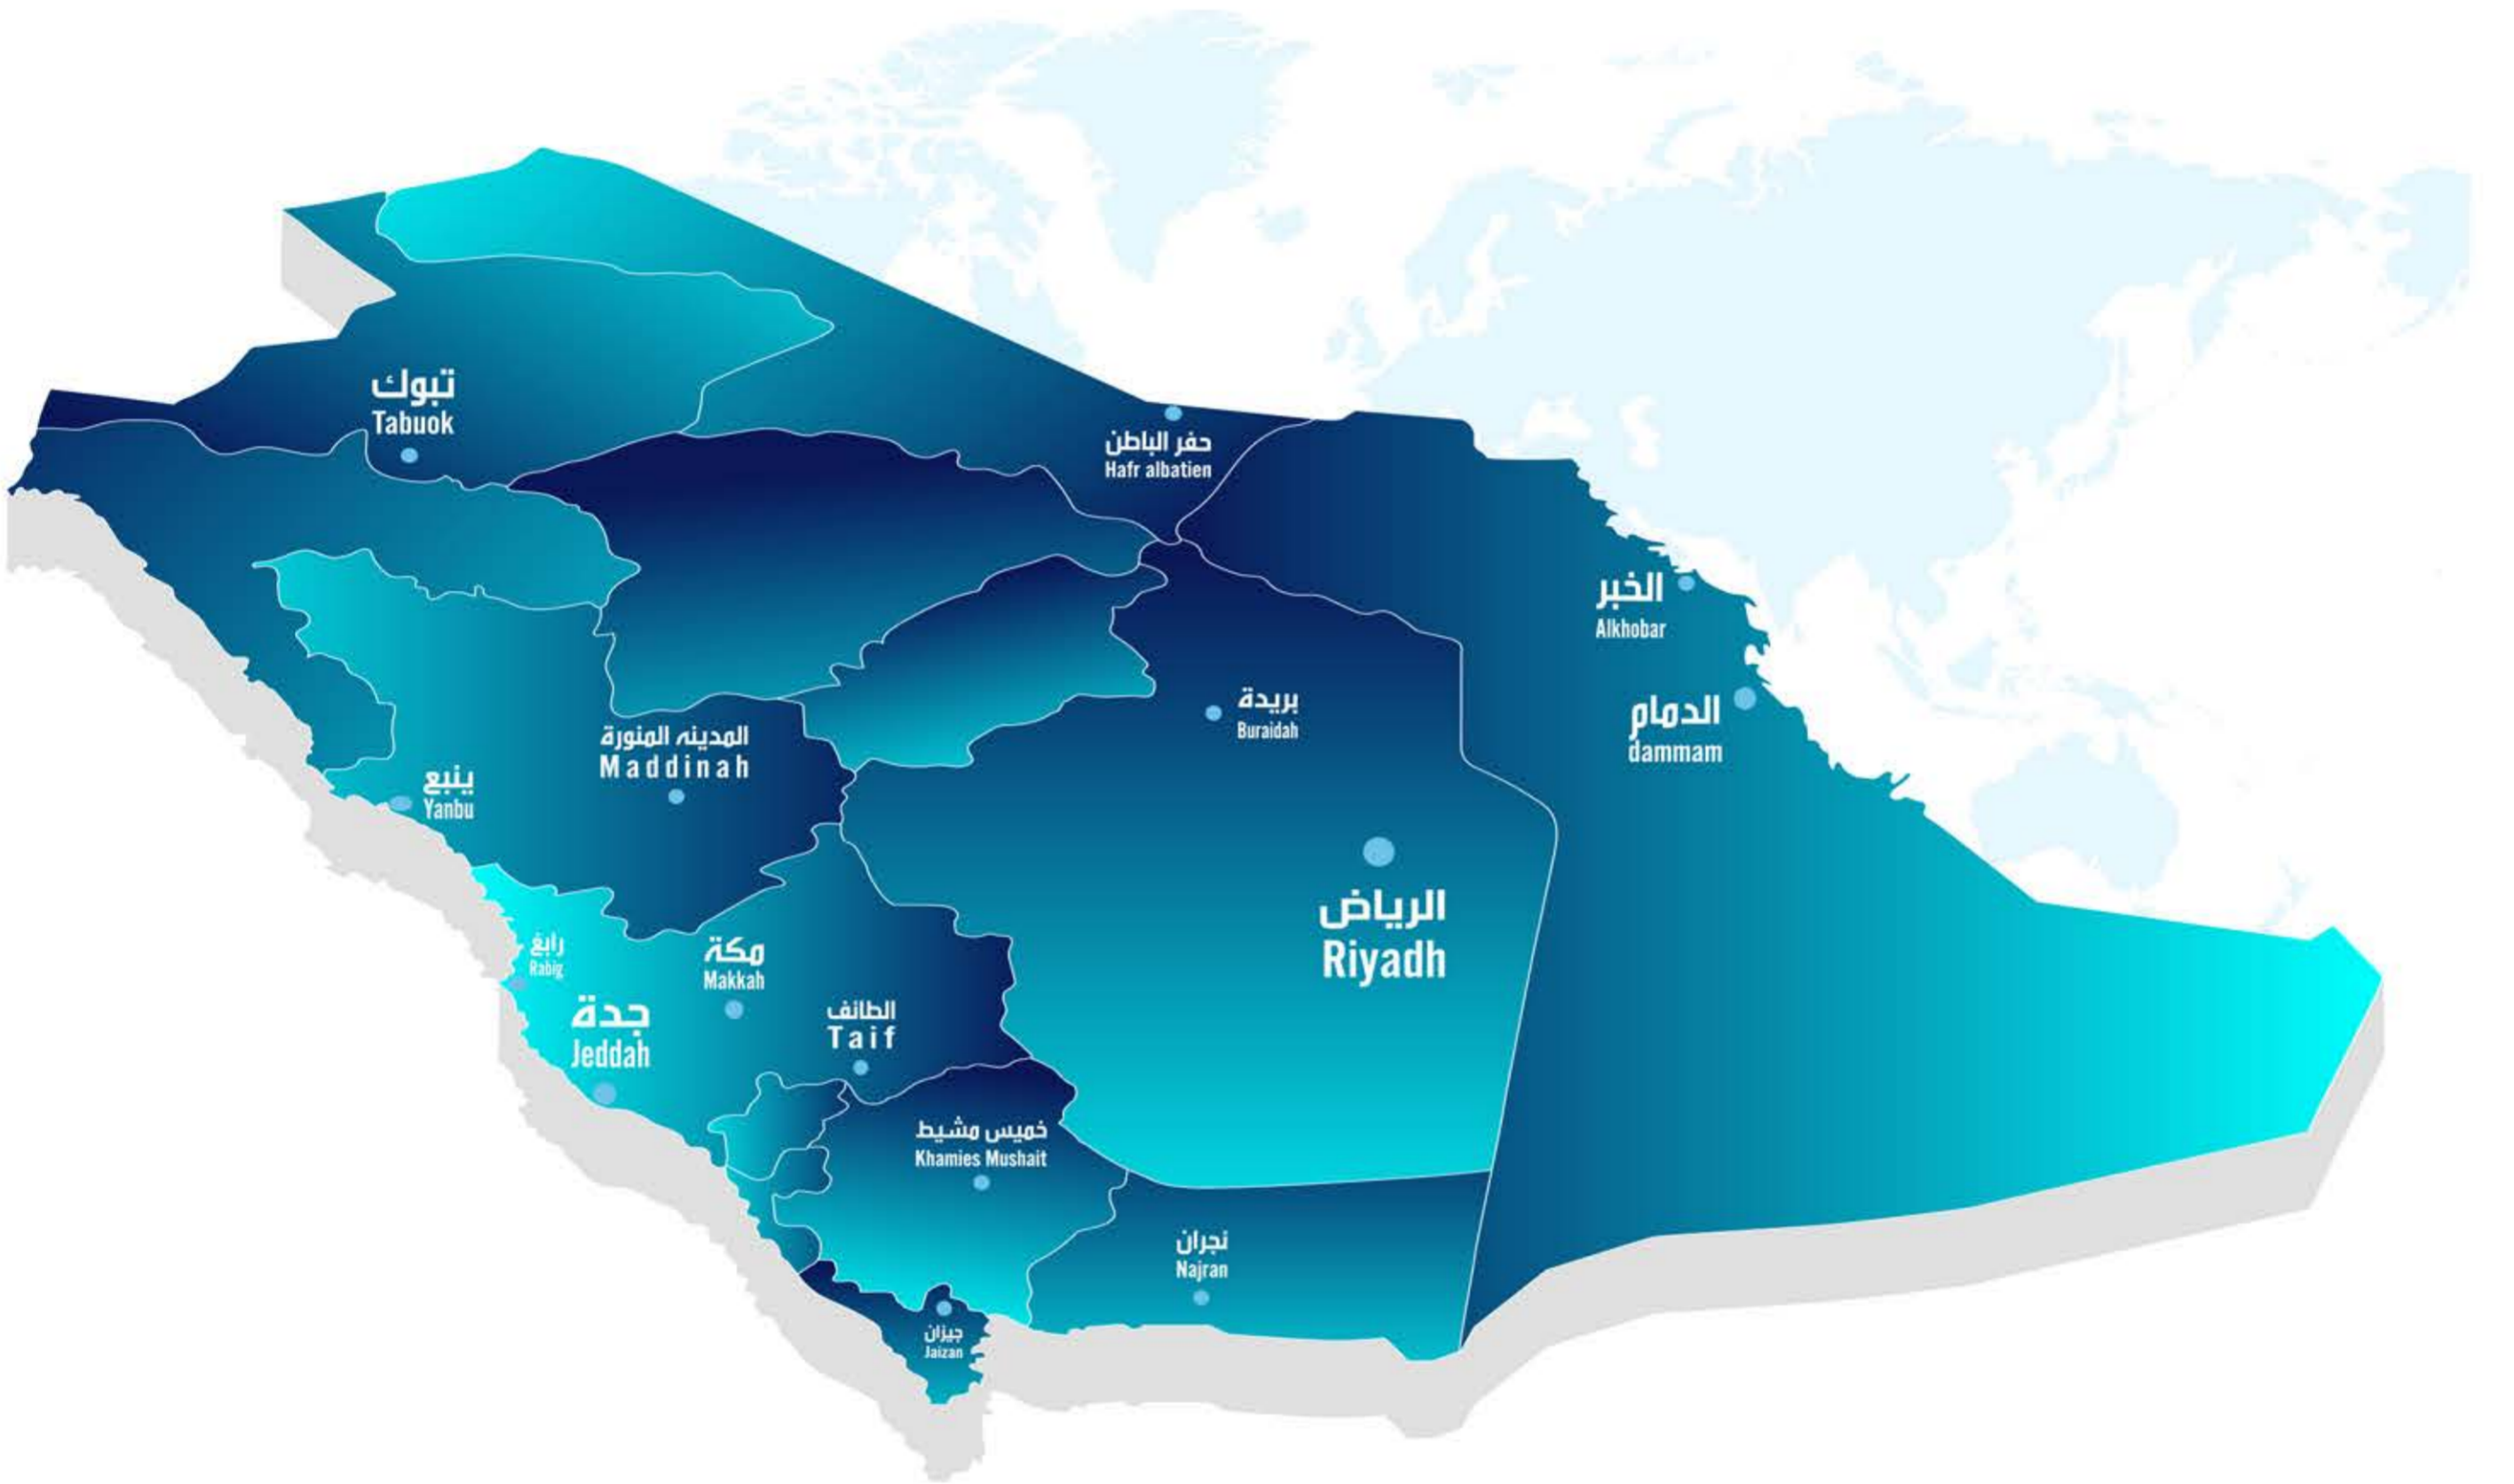 تبوك
Tabuok
حفر الباطن
Hafr albatien
الخبر
Alkhobar
الدمام
dammam
بريدة
Buraidah
المدينه المنورة
Maddinah
ينبع
Yanbu
الرياض
Riyadh
رابغ
Rabig
مكة
Makkah
جدة
Jeddah
الطائف
Taif
خميس مشيط
Khamies Mushait
نجران
Najran
جيزان
Jaizan